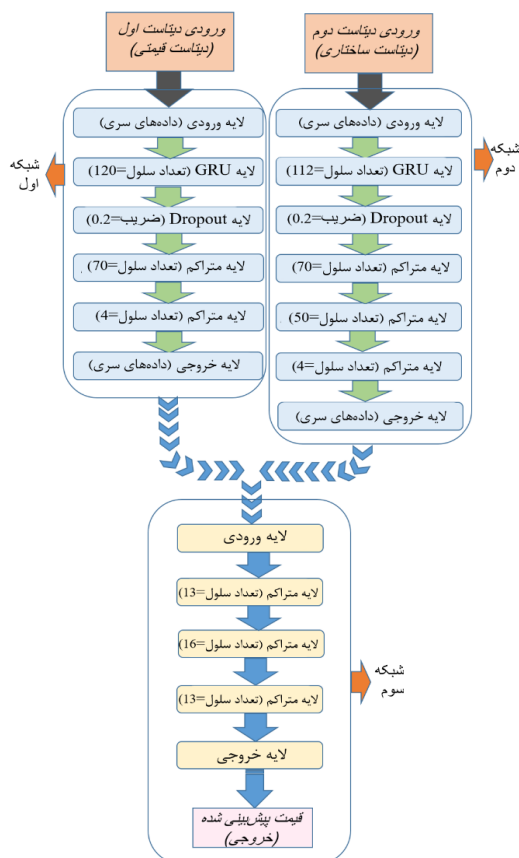 ورودی دیتاست اول
(دیتاست قیمتی)
لایه ورودی (داده‌های سری)
لایه GRU (تعداد سلول=120)
لایه Dropout (ضریب=0.2)
لایه متراکم (تعداد سلول=70)
لایه متراکم (تعداد سلول=4)
لایه خروجی (داده‌های سری)
شبکه
اول
ورودی دیتاست دوم
(دیتاست ساختاری)
لایه ورودی (داده‌های سری)
لایه GRU (تعداد سلول=112)
لایه Dropout (ضریب=0.2)
لایه متراکم (تعداد سلول=70)
لایه متراکم (تعداد سلول=50)
لایه متراکم (تعداد سلول=4)
لایه خروجی (داده‌های سری)
شبکه
دوم
لایه ورودی
لایه متراکم (تعداد سلول=13)
لایه متراکم (تعداد سلول=16)
لایه متراکم (تعداد سلول=13)
لایه خروجی
شبکه
سوم
قیمت پیش‌بینی شده
(خروجی)